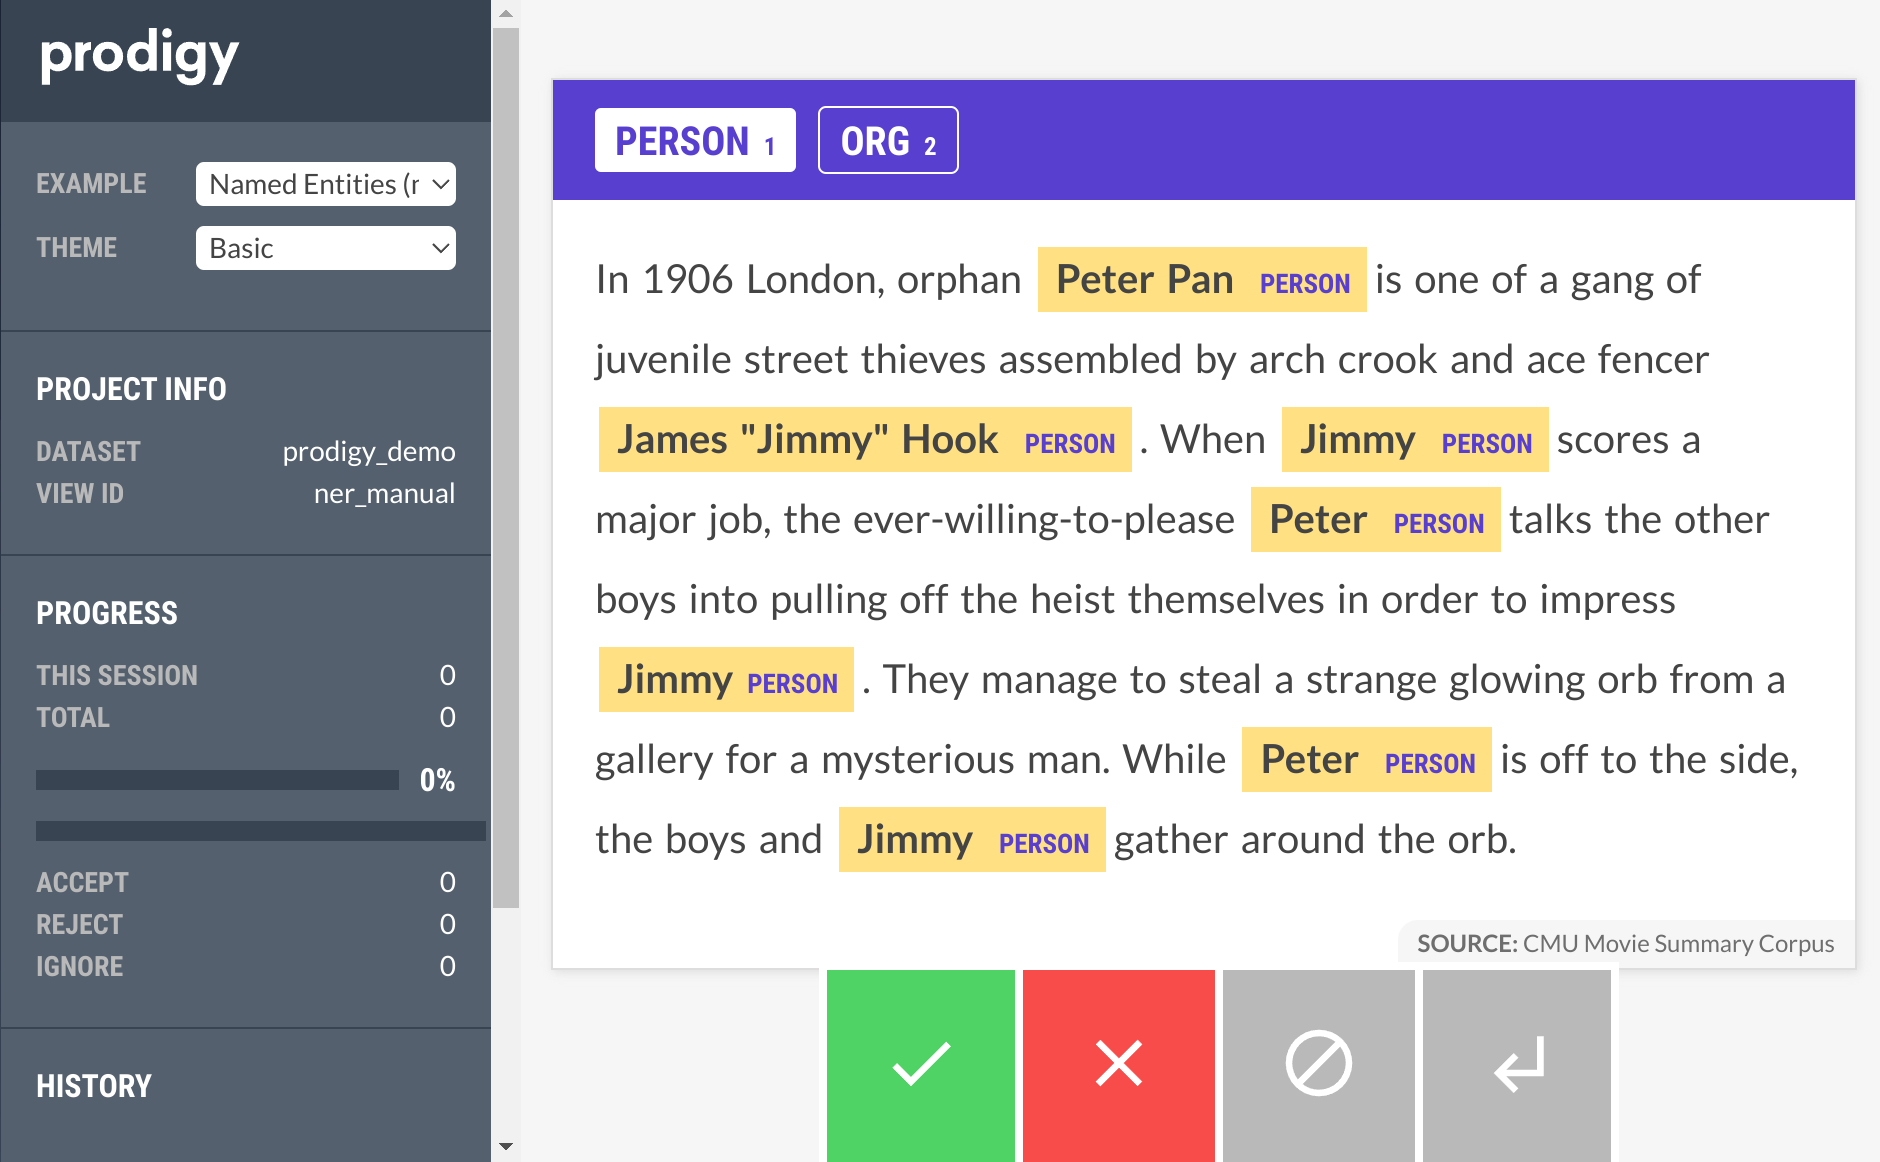 prodigy
EXAMPLE Named Entities (r
THEME Basic
PROJECT INFO
DATASET prodigy_demo
VIEW ID ner_manual
PROGRESS
THIS SESSION 0
TOTAL 0
0%
ACCEPT 0
REJECT 0
IGNORE 0
HISTORY
PERSON 1 ORG 2
In 1906 London, orphan Peter Pan PERSON is one of a gang of
juvenile street thieves assembled by arch crook and ace fencer
James "Jimmy" Hook PERSON . When Jimmy PERSON scores a
major job, the ever-willing-to-please Peter PERSON talks the other
boys into pulling off the heist themselves in order to impress
Jimmy PERSON . They manage to steal a strange glowing orb from a
gallery for a mysterious man. While Peter PERSON is off to the side,
the boys and Jimmy PERSON gather around the orb.
SOURCE: CMU Movie Summary Corpus